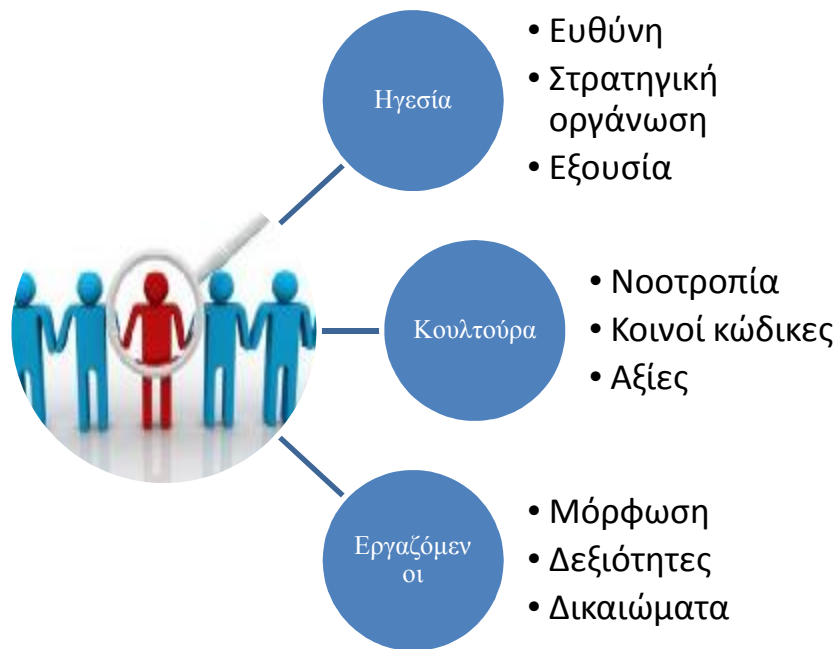 Ηγεσία
• Ευθύνη
• Στρατηγική
οργάνωση
• Εξουσία
Κουλτούρα
• Νοοτροπία
• Κοινοί κώδικες
• Αξίες
Εργαζόμεν
οι
• Μόρφωση
• Δεξιότητες
• Δικαιώματα